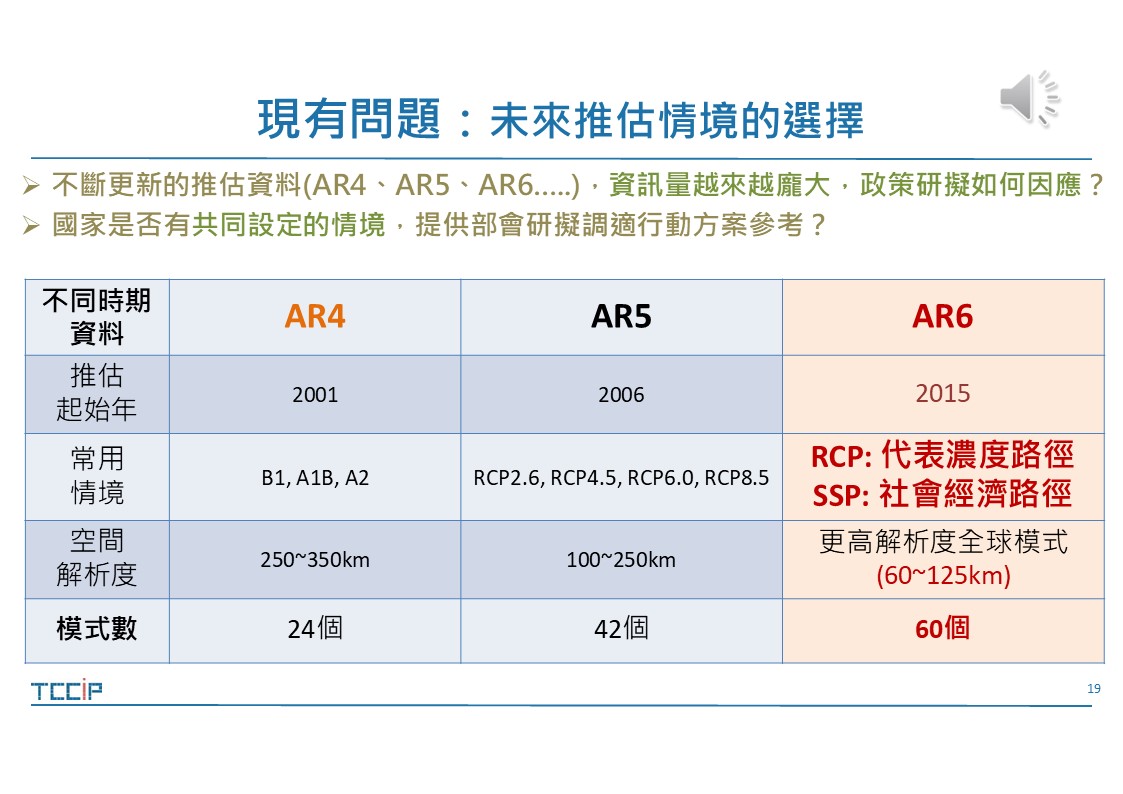 現有問題：未來推估情境的選擇
➢ 不斷更新的推估資料(AR4、AR5、AR6…..)，資訊量越來越龐大，政策研擬如何因應？
➢ 國家是否有共同設定的情境，提供部會研擬調適行動方案參考？
不同時期
資料
AR4
AR5
AR6
推估
起始年
2001
2006
2015
常用
情境
B1, A1B, A2
RCP2.6, RCP4.5, RCP6.0, RCP8.5
RCP: 代表濃度路徑
SSP: 社會經濟路徑
空間
解析度
250~350km
100~250km
更高解析度全球模式
(60~125km)
模式數
24個
42個
60個
TCCiP
19